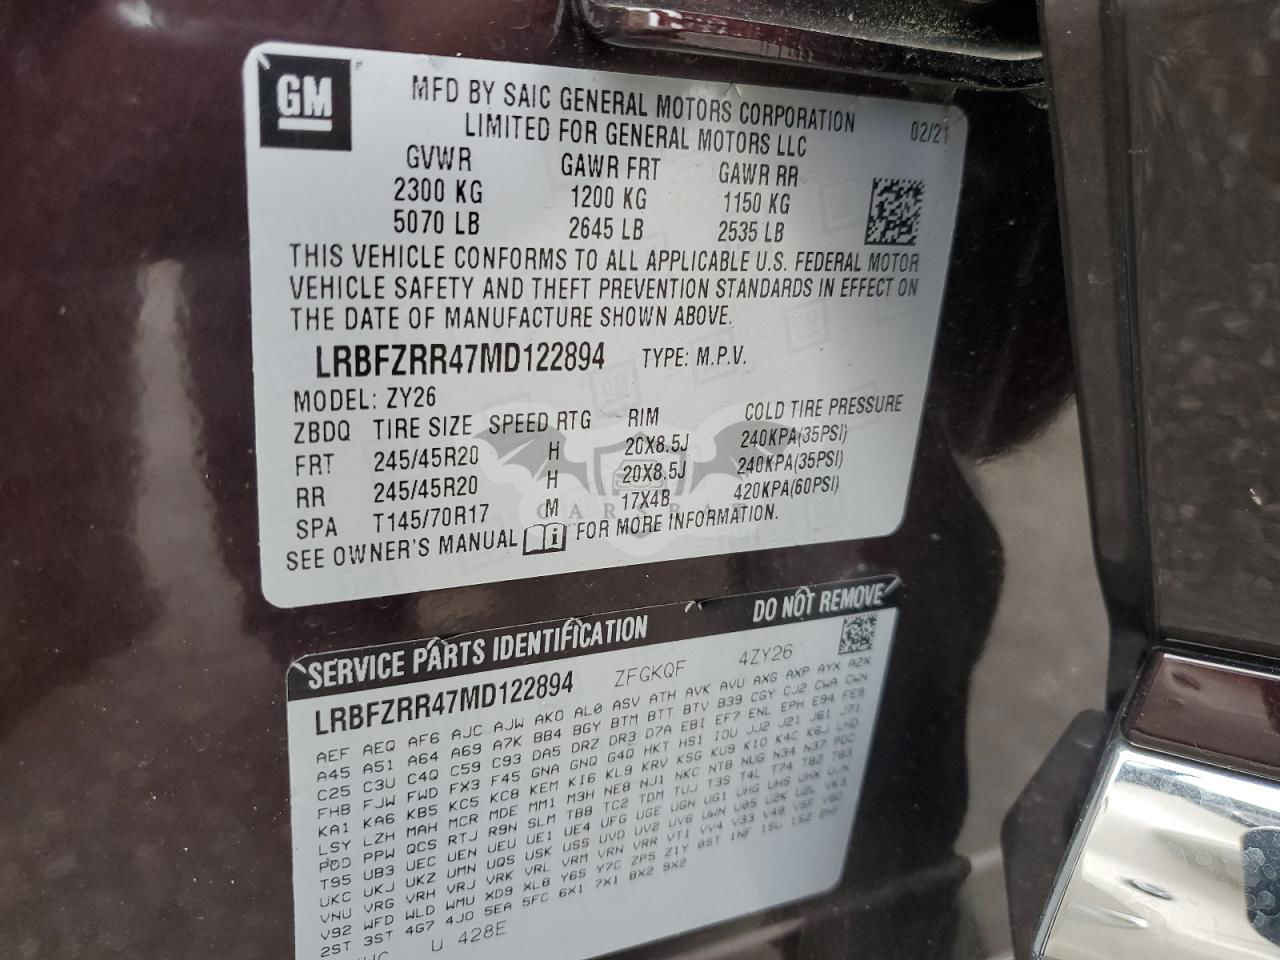 GM
MFD BY SAIC GENERAL MOTORS CORPORATION
LIMITED FOR GENERAL MOTORS LLC
02/21
GVWR GAWR FRT GAWR RR
2300 KG 1200 KG 1150 KG
5070 LB 2645 LB 2535 LB
THIS VEHICLE CONFORMS TO ALL APPLICABLE U.S. FEDERAL MOTOR
VEHICLE SAFETY AND THEFT PREVENTION STANDARDS IN EFFECT ON
THE DATE OF MANUFACTURE SHOWN ABOVE.
LRBFZRR47MD122894 TYPE: M.P.V.
MODEL: ZY26
ZBDQ TIRE SIZE SPEED RTG RIM COLD TIRE PRESSURE
FRT 245/45R20 H 20X8.5J 240KPA(35PSI)
RR 245/45R20 H 20X8.5J 240KPA(35PSI)
SPA T145/70R17 M 17X4B 420KPA(60PSI)
CARSBAT
SEE OWNER'S MANUAL FOR MORE INFORMATION.
SERVICE PARTS IDENTIFICATION DO NOT REMOVE
LRBFZRR47MD122894 ZFGKQF 4ZY26
AEF AEQ AF6 AJC AJW AKO AL0 ASV ATH AVK AVU AXG AXP AYX A2X
A45 A51 A64 A69 A7K BB4 BGY BTM BTT BTV B39 CGY CJ2 CWA CWN
C25 C3U C4Q C59 C93 DA5 DRZ DR3 D7A EBI EF7 ENL EPH E94 FE9
FHB FJW FWD FX3 F45 GNA GNQ G4Q HKT HS1 IOU JJ2 J21 J61 J71
KA1 KA6 KB5 KC5 KC8 KEM KI6 KL9 KRV KSG KU9 K10 K4C K6J LHD
LSY LZH MAH MCR MDE MM1 M3H NE8 NJ1 NKC NTB NUG N34 N37 PDC
PDD PPW QCS RTJ R9N SLM TB8 TC2 TDM TUJ T3S T4L T74 T8Z T83
T95 UB3 UEC UEN UEU UE1 UE4 UFG UGE UGN UG1 UHG UHS UHX UJN
UKC UKJ UKZ UMN UQS USK USS UVD UV2 UV6 UWN U05 U2K U2L VK3
VNU VRG VRH VRJ VRK VRL VRM VRN VRR VT1 VV4 V33 V48 V5F V8D
V92 WFD WLD WMU XD9 XL8 Y65 Y7C ZP5 Z1Y 0ST 1NF 1SU 1SZ 2NF
2ST 3ST 4G7 4J0 5EA 5FC 6X1 7X1 8X2 9X2
U 428E